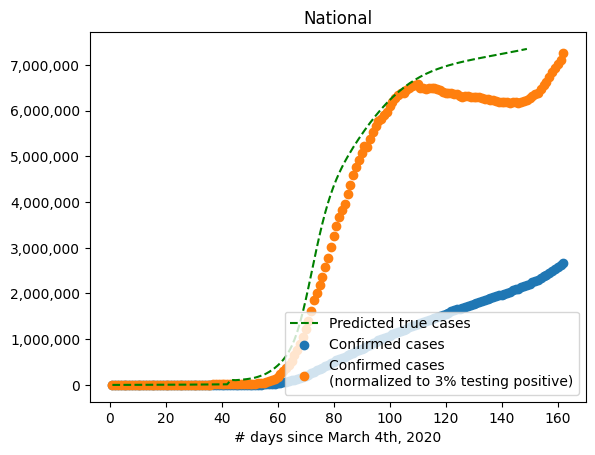 National
7,000,000
6,000,000
5,000,000
4,000,000
3,000,000
2,000,000
1,000,000
0
Predicted true cases
Confirmed cases
Confirmed cases
(normalized to 3% testing positive)
0 20 40 60 80 100 120 140 160
# days since March 4th, 2020